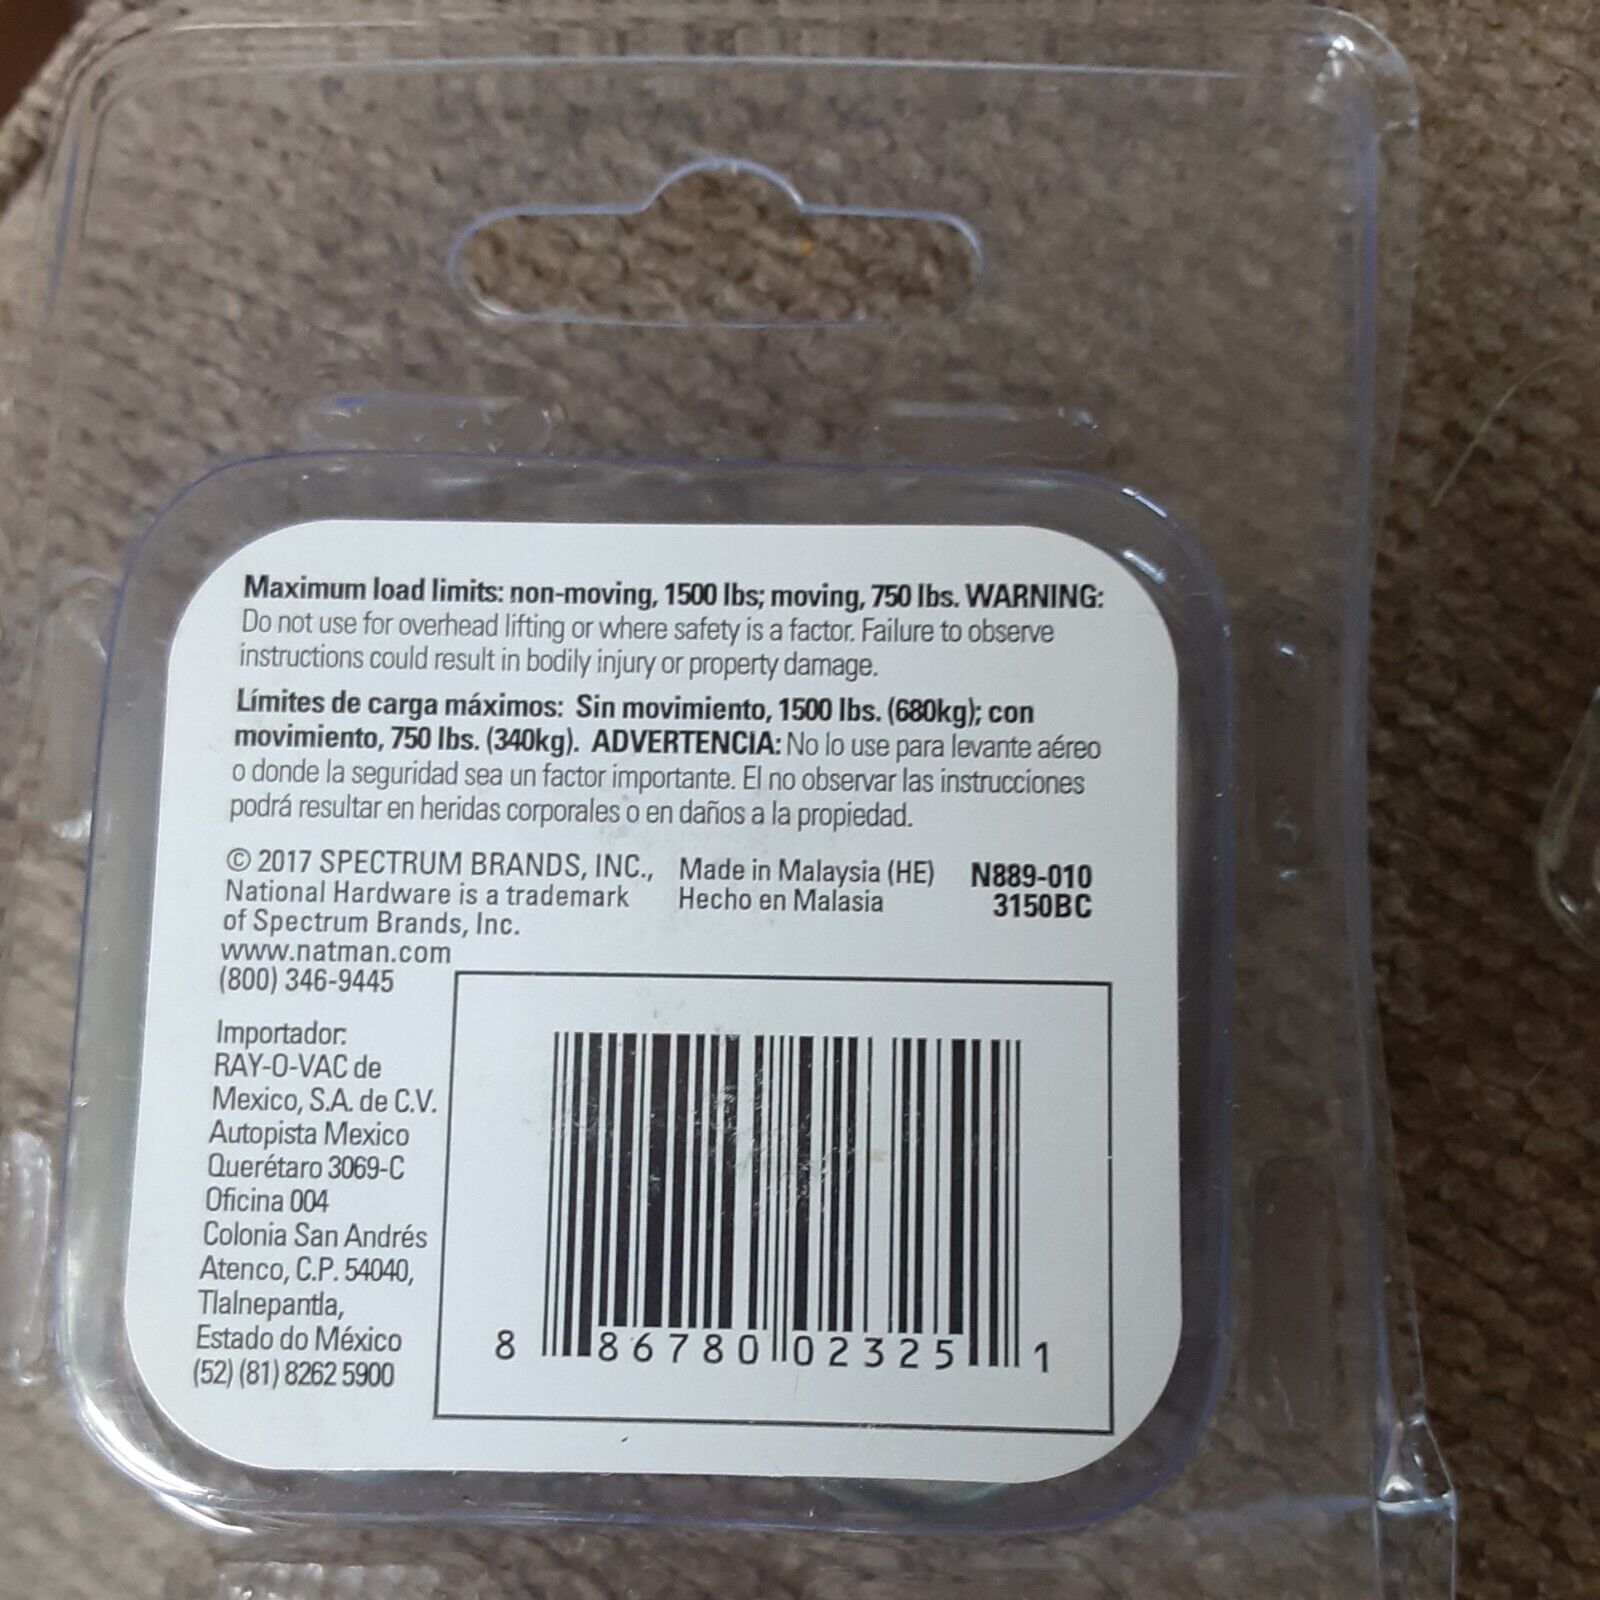 Maximum load limits: non-moving, 1500 lbs; moving, 750 lbs. WARNING:
Do not use for overhead lifting or where safety is a factor. Failure to observe
instructions could result in bodily injury or property damage.
Límites de carga máximos: Sin movimiento, 1500 lbs. (680kg); con
movimiento, 750 lbs. (340kg). ADVERTENCIA: No lo use para levante aéreo
o donde la seguridad sea un factor importante. El no observar las instrucciones
podrá resultar en heridas corporales o en daños a la propiedad.
© 2017 SPECTRUM BRANDS, INC.,
National Hardware is a trademark
of Spectrum Brands, Inc.
www.natman.com
(800) 346-9445
Made in Malaysia (HE)
Hecho en Malasia
N889-010
3150BC
Importador:
RAY-O-VAC de
Mexico, S.A. de C.V.
Autopista Mexico
Querétaro 3069-C
Oficina 004
Colonia San Andrés
Atenco, C.P. 54040,
Tlalnepantla,
Estado do México
(52) (81) 8262 5900
8 86780 02325 1